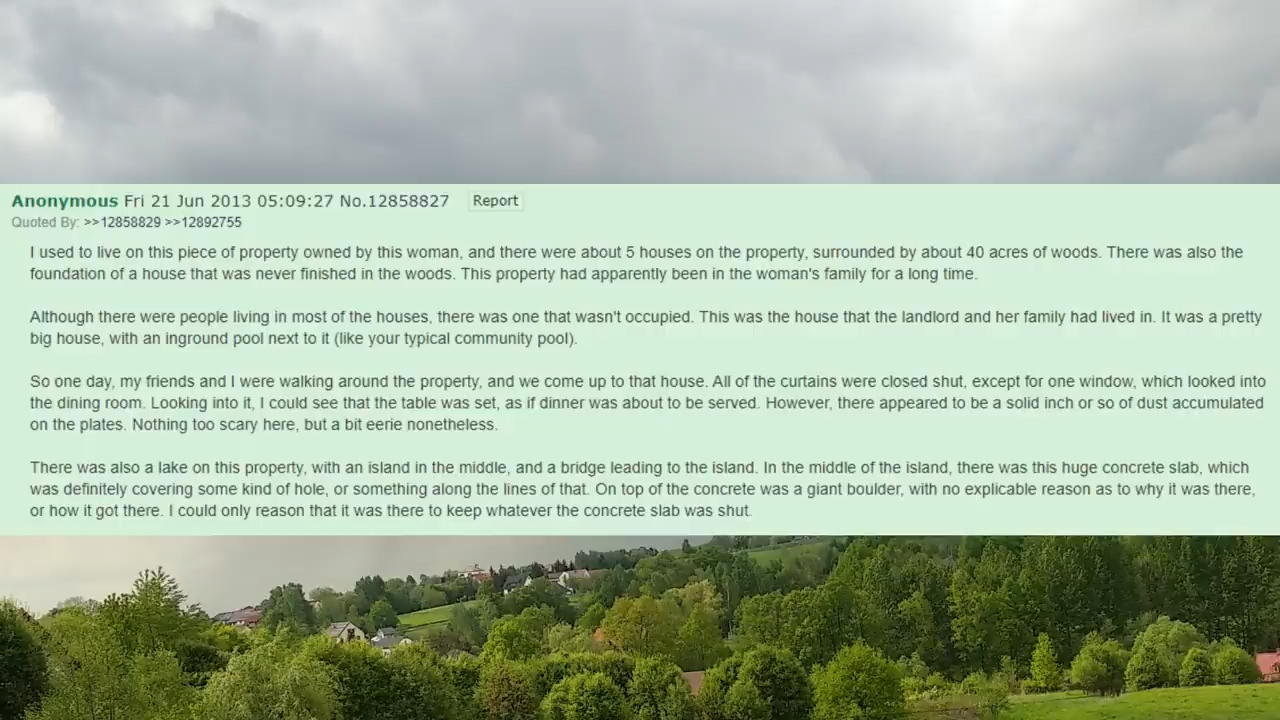 Anonymous Fri 21 Jun 2013 05:09:27 No.12858827 Report
Quoted By: >>12858829 >>12892755
I used to live on this piece of property owned by this woman, and there were about 5 houses on the property, surrounded by about 40 acres of woods. There was also the
foundation of a house that was never finished in the woods. This property had apparently been in the woman's family for a long time.
Although there were people living in most of the houses, there was one that wasn't occupied. This was the house that the landlord and her family had lived in. It was a pretty
big house, with an inground pool next to it (like your typical community pool).
So one day, my friends and I were walking around the property, and we come up to that house. All of the curtains were closed shut, except for one window, which looked into
the dining room. Looking into it, I could see that the table was set, as if dinner was about to be served. However, there appeared to be a solid inch or so of dust accumulated
on the plates. Nothing too scary here, but a bit eerie nonetheless.
There was also a lake on this property, with an island in the middle, and a bridge leading to the island. In the middle of the island, there was this huge concrete slab, which
was definitely covering some kind of hole, or something along the lines of that. On top of the concrete was a giant boulder, with no explicable reason as to why it was there,
or how it got there. I could only reason that it was there to keep whatever the concrete slab was shut.